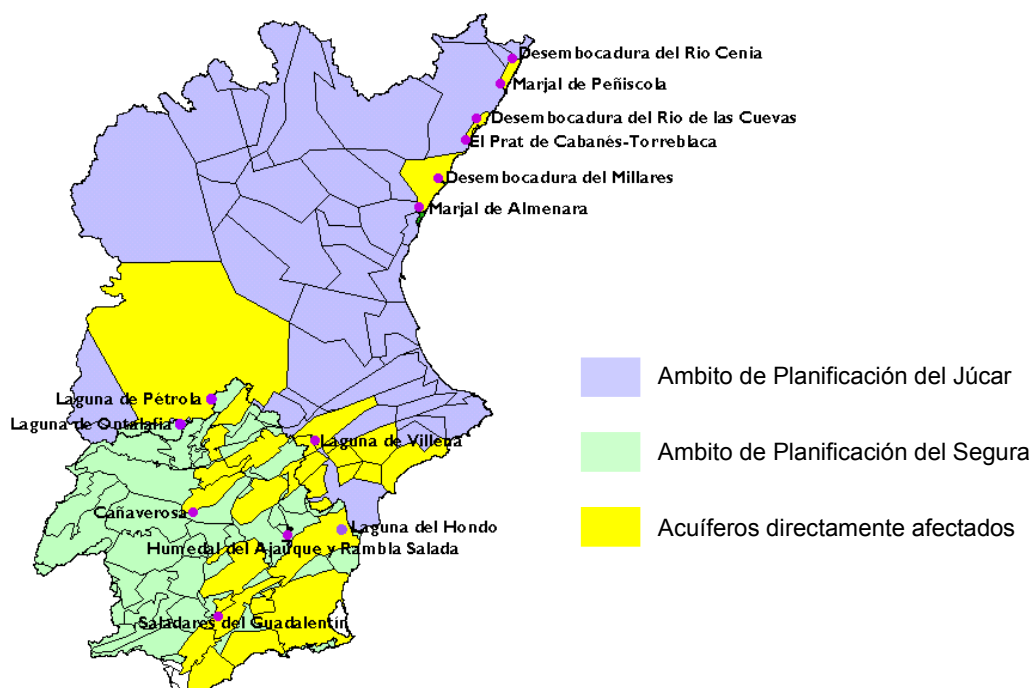 Desembocadura del Rio Cenia
Marjal de Peñiscola
Desembocadura del Rio de las Cuevas
El Prat de Cabanés-Torreblaca
Desembocadura del Millares
Marjal de Almenara
Ambito de Planificación del Júcar
Laguna de Pétrola
Laguna de Ontalafia
Laguna de Villena
Ambito de Planificación del Segura
Cañaverosa
Laguna del Hondo
Acuíferos directamente afectados
Humedal del Ajauque y Rambla Salada
Saladares del Guadalentín